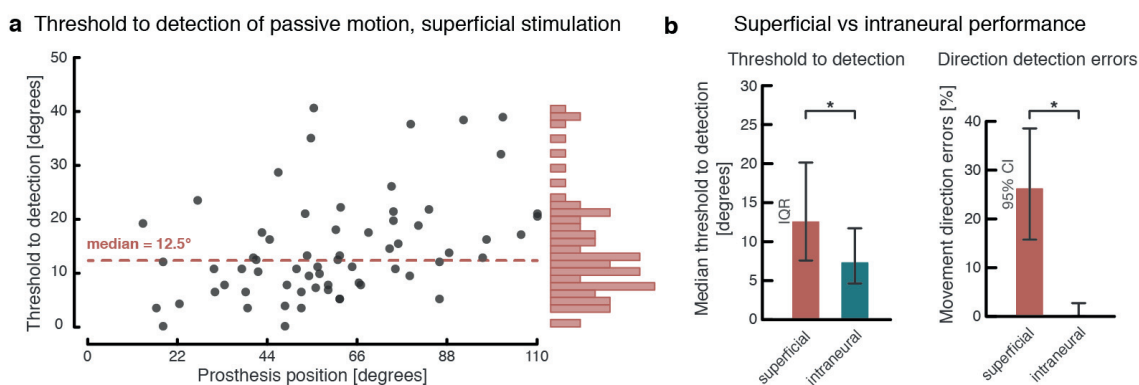 a Threshold to detection of passive motion, superficial stimulation
Threshold to detection [degrees]
50
40
30
20
10
0
median = 12.5°
0 22 44 66 88 110
Prosthesis position [degrees]
b Superficial vs intraneural performance
Threshold to detection
Median threshold to detection
[degrees]
30
25
20
15
10
5
0
*
IQR
superficial
intraneural
Direction detection errors
Movement direction errors [%]
40
30
20
10
0
*
95% CI
superficial
intraneural